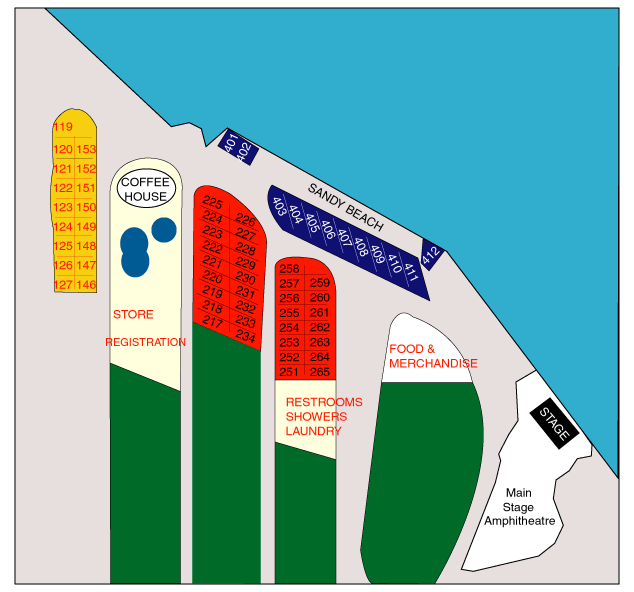 119
120 153
121 152
122 151
123 150
124 149
125 148
126 147
127 146
COFFEE
HOUSE
STORE
REGISTRATION
401
402
225 226
224 227
223 228
222 229
221 230
220 231
219 232
218 233
217 234
SANDY BEACH
403
404
405
406
407
408
409
410
411
412
258
257 259
256 260
255 261
254 262
253 263
252 264
251 265
RESTROOMS
SHOWERS
LAUNDRY
FOOD &
MERCHANDISE
STAGE
Main
Stage
Amphitheatre